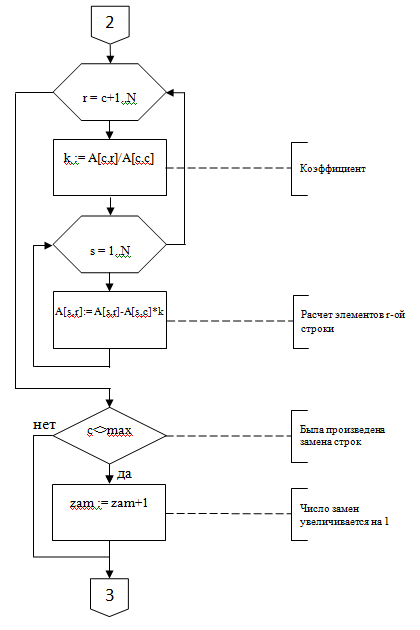 2
r = c+1..N
k := A[c,r]/A[c,c]
Коэффициент
s = 1..N
A[s,r]:=A[s,r]-A[s,c]*k
Расчет элементов r-ой
строки
нет
c<>max
Была произведена
замена строк
да
zam := zam+1
Число замен
увеличивается на 1
3